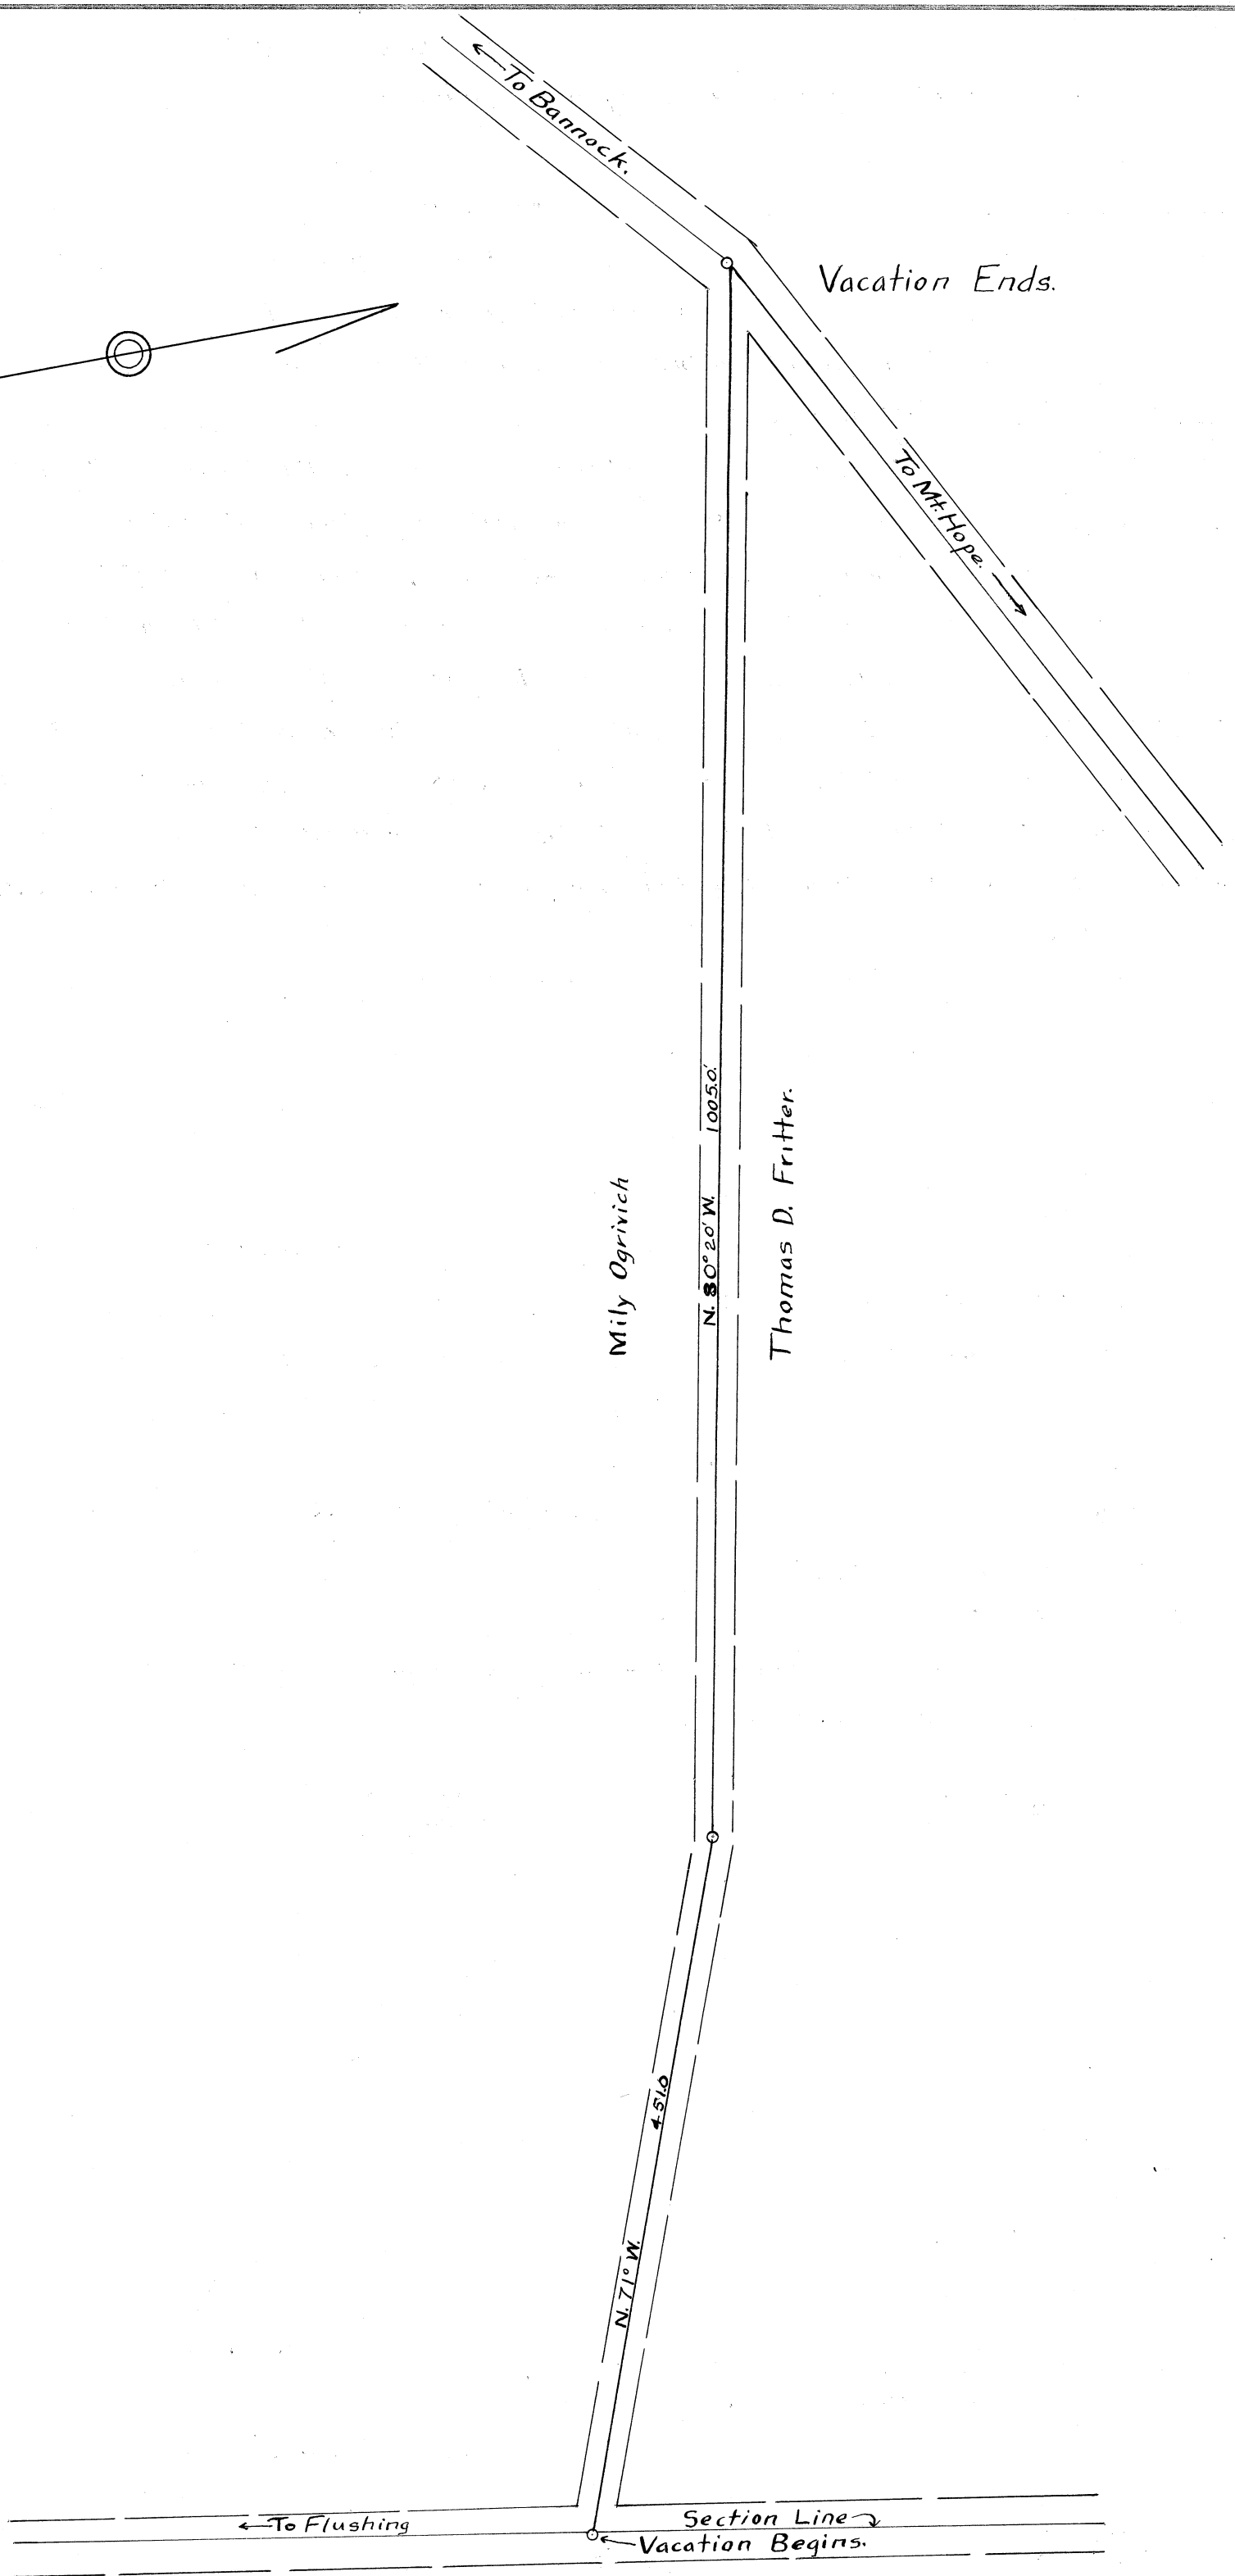 ←To Bannock.
Vacation Ends.
To Mt. Hope. →
1005.0'
N. 80° 20' W.
Mily Ogrivich
Thomas D. Fritter.
451.0
N. 71° W.
←To Flushing
Section Line
←Vacation Begins.